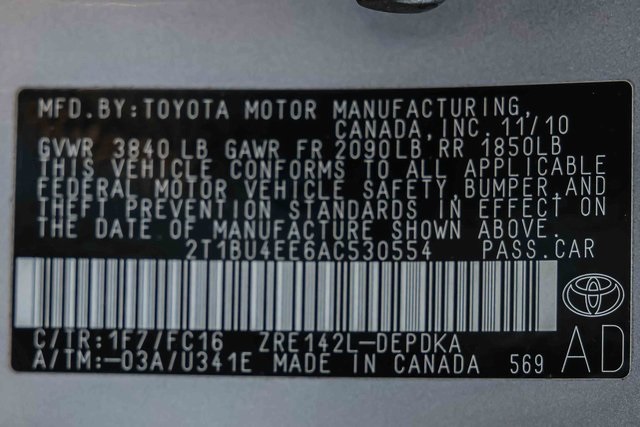 MFD.BY:TOYOTA MOTOR MANUFACTURING,
CANADA,INC. 11/10
GVWR 3840LB GAWR FR 2090LB, RR 1850LB
THIS VEHICLE CONFORMS TO ALL APPLICABLE
FEDERAL MOTOR VEHICLE SAFETY,BUMPER,AND
THEFT PREVENTION STANDARDS IN EFFECT ON
THE DATE OF MANUFACTURE SHOWN ABOVE.
2T1BU4EE6AC530554 PASS.CAR
C/TR:1F7/FC16 ZRE142L-DEPDKA
A/TM:-03A/U341E MADE IN CANADA 569
AD